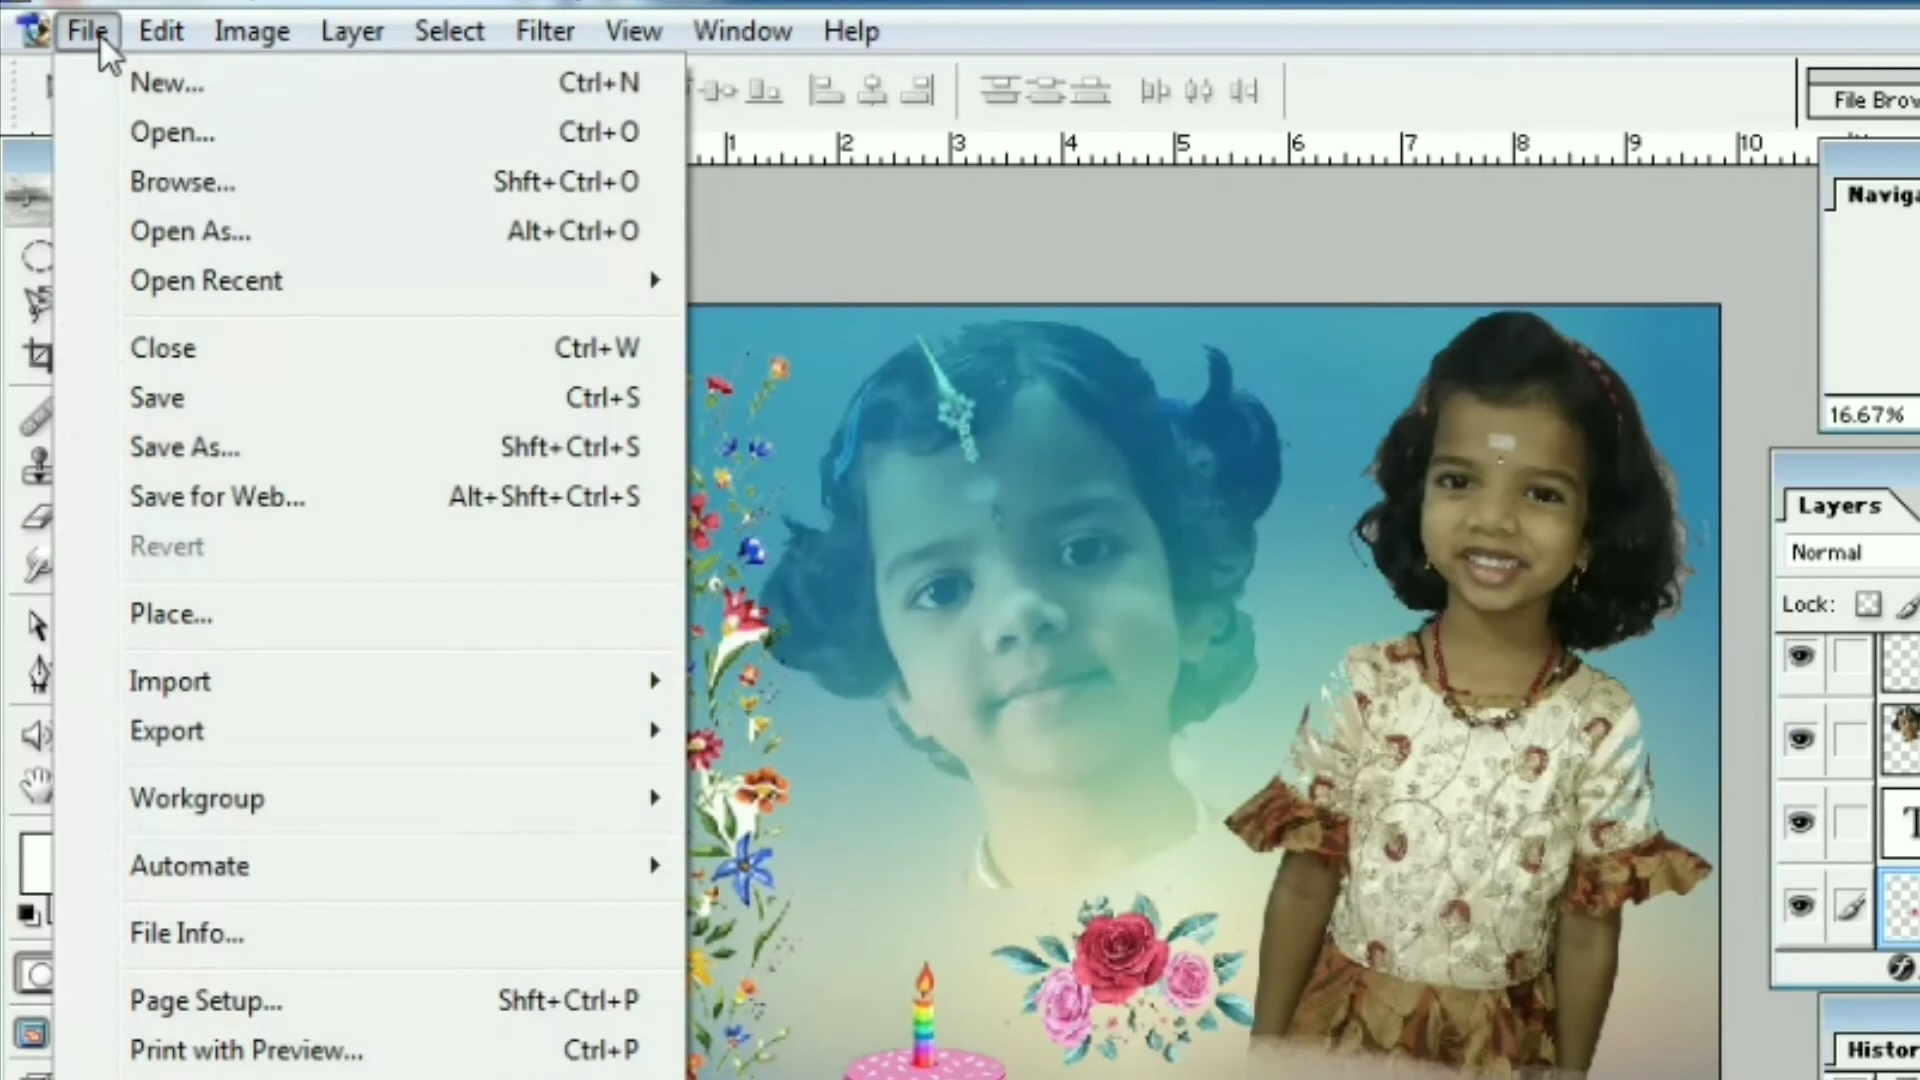 File Edit Image Layer Select Filter View Window Help
New... Ctrl+N
Open... Ctrl+O
Browse... Shft+Ctrl+O
Open As... Alt+Ctrl+O
Open Recent
Close Ctrl+W
Save Ctrl+S
Save As... Shft+Ctrl+S
Save for Web... Alt+Shft+Ctrl+S
Revert
Place...
Import
Export
Workgroup
Automate
File Info...
Page Setup... Shft+Ctrl+P
Print with Preview... Ctrl+P
1 2 3 4 5 6 7 8 9 10
File Brow
Naviga
16.67%
Layers
Normal
Lock:
T
Histor